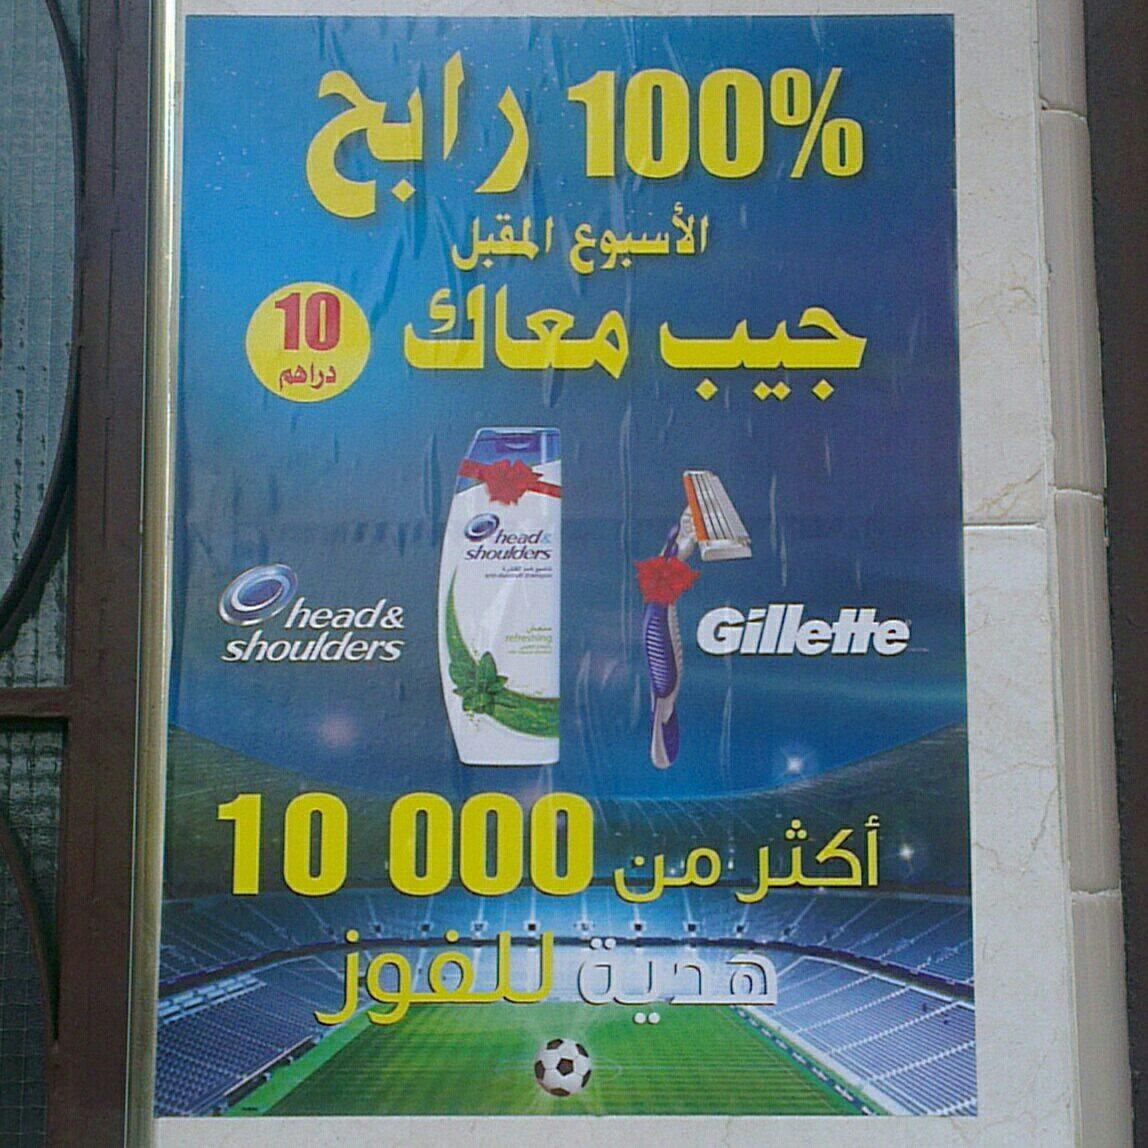 100% رابح
الأسبوع المقبل
جيب معاك 10 دراهم
head & shoulders
head & shoulders
refreshing
Gillette
أكثر من 10 000
هدية للفوز